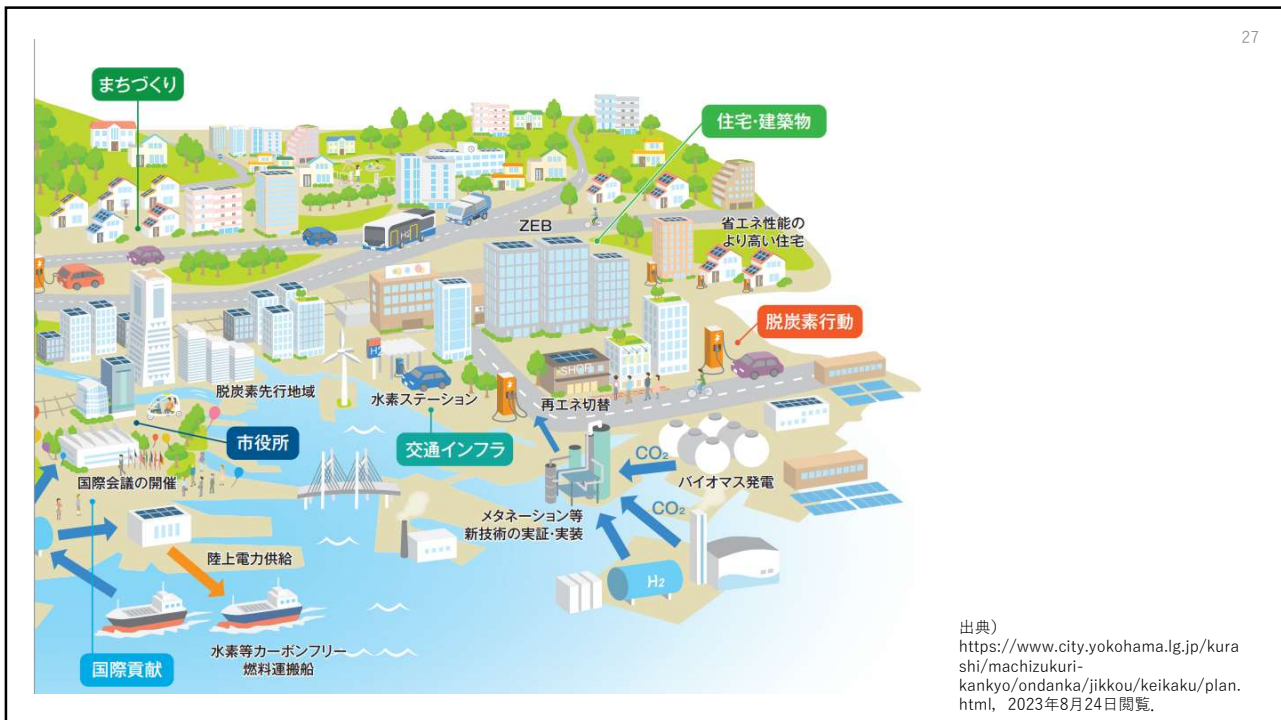 27
まちづくり
住宅・建築物
ZEB
省エネ性能の
より高い住宅
H2
脱炭素行動
H2
SHOP
脱炭素先行地域
水素ステーション
再エネ切替
市役所
交通インフラ
国際会議の開催
CO₂
バイオマス発電
CO₂
メタネーション等
新技術の実証・実装
陸上電力供給
H₂
水素等カーボンフリー
燃料運搬船
国際貢献
出典）
https://www.city.yokohama.lg.jp/kura
shi/machizukuri-
kankyo/ondanka/jikkou/keikaku/plan.
html，2023年8月24日閲覧．